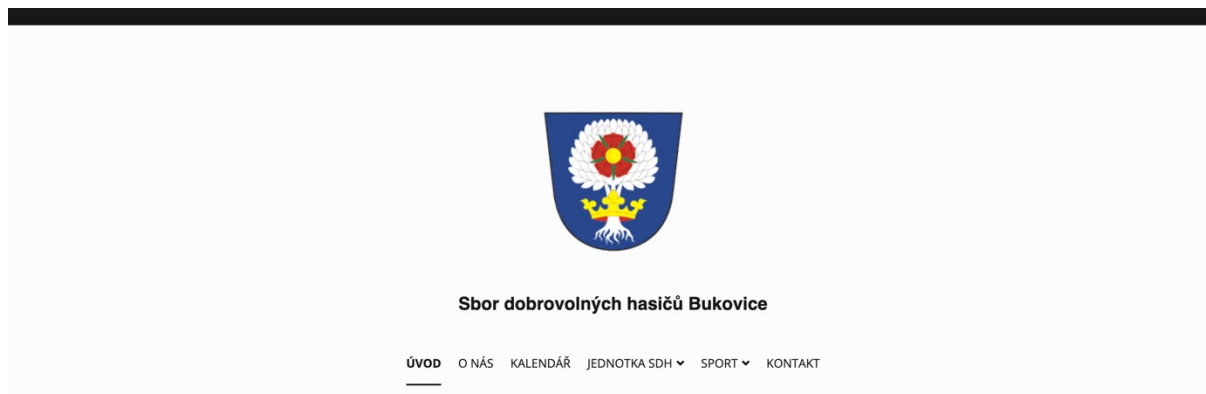 Sbor dobrovolných hasičů Bukovice
ÚVOD O NÁS KALENDÁŘ JEDNOTKA SDH SPORT KONTAKT